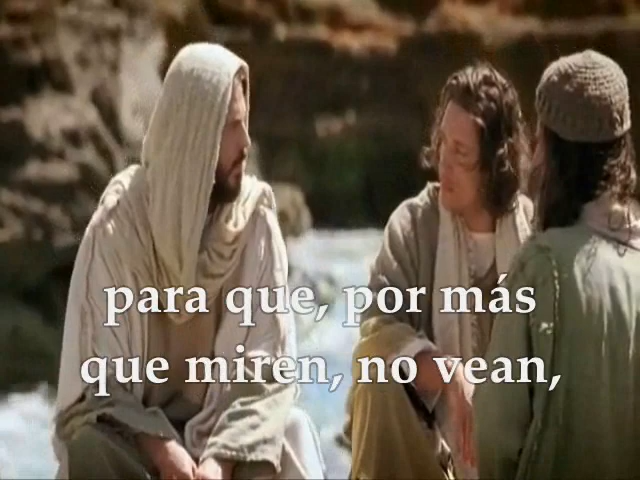 para que, por más
que miren, no vean,